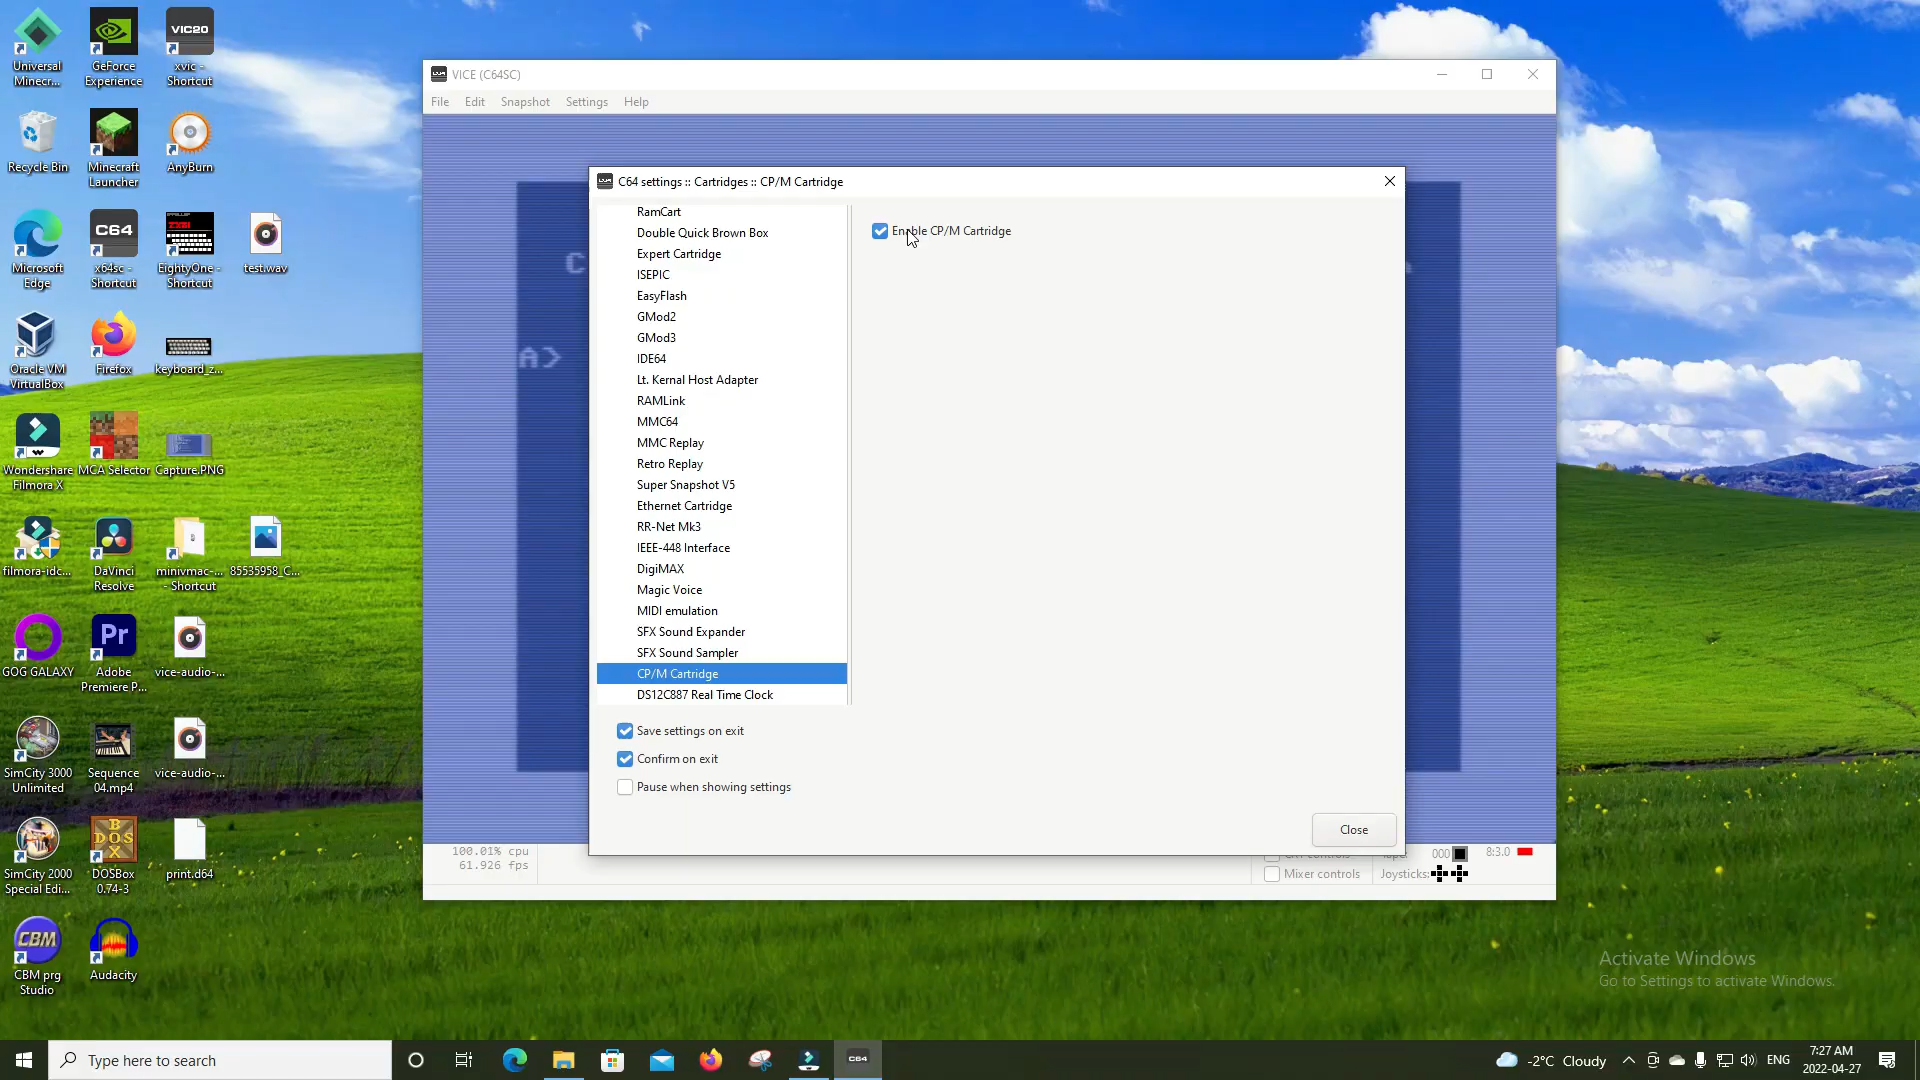 Universal
Minecr...
GeForce
Experience
VIC20
xvic -
Shortcut
Recycle Bin
Minecraft
Launcher
AnyBurn
Microsoft
Edge
C64
x64sc -
Shortcut
ZX81
EightyOne -
Shortcut
test.wav
Oracle VM
VirtualBox
Firefox
keyboard_z...
Wondershare
Filmora X
MCA Selector
Capture.PNG
filmora-idc...
DaVinci
Resolve
minivmac-...
- Shortcut
85535958_C...
GOG GALAXY
Pr
Adobe
Premiere P...
vice-audio-...
SimCity 3000
Unlimited
Sequence
04.mp4
vice-audio-...
SimCity 2000
Special Edi...
DOSBox
0.74-3
print.d64
CBM
CBM prg
Studio
Audacity
VICE (C64SC)
File
Edit
Snapshot
Settings
Help
C
A>
C64 settings :: Cartridges :: CP/M Cartridge
RamCart
Double Quick Brown Box
Expert Cartridge
ISEPIC
EasyFlash
GMod2
GMod3
IDE64
Lt. Kernal Host Adapter
RAMLink
MMC64
MMC Replay
Retro Replay
Super Snapshot V5
Ethernet Cartridge
RR-Net Mk3
IEEE-448 Interface
DigiMAX
Magic Voice
MIDI emulation
SFX Sound Expander
SFX Sound Sampler
CP/M Cartridge
DS12C887 Real Time Clock
Enable CP/M Cartridge
Save settings on exit
Confirm on exit
Pause when showing settings
Close
100.01% cpu
61.926 fps
000
8:3.0
Mixer controls
Joysticks:
Activate Windows
Go to Settings to activate Windows.
Type here to search
C64
-2°C Cloudy
ENG
7:27 AM
2022-04-27